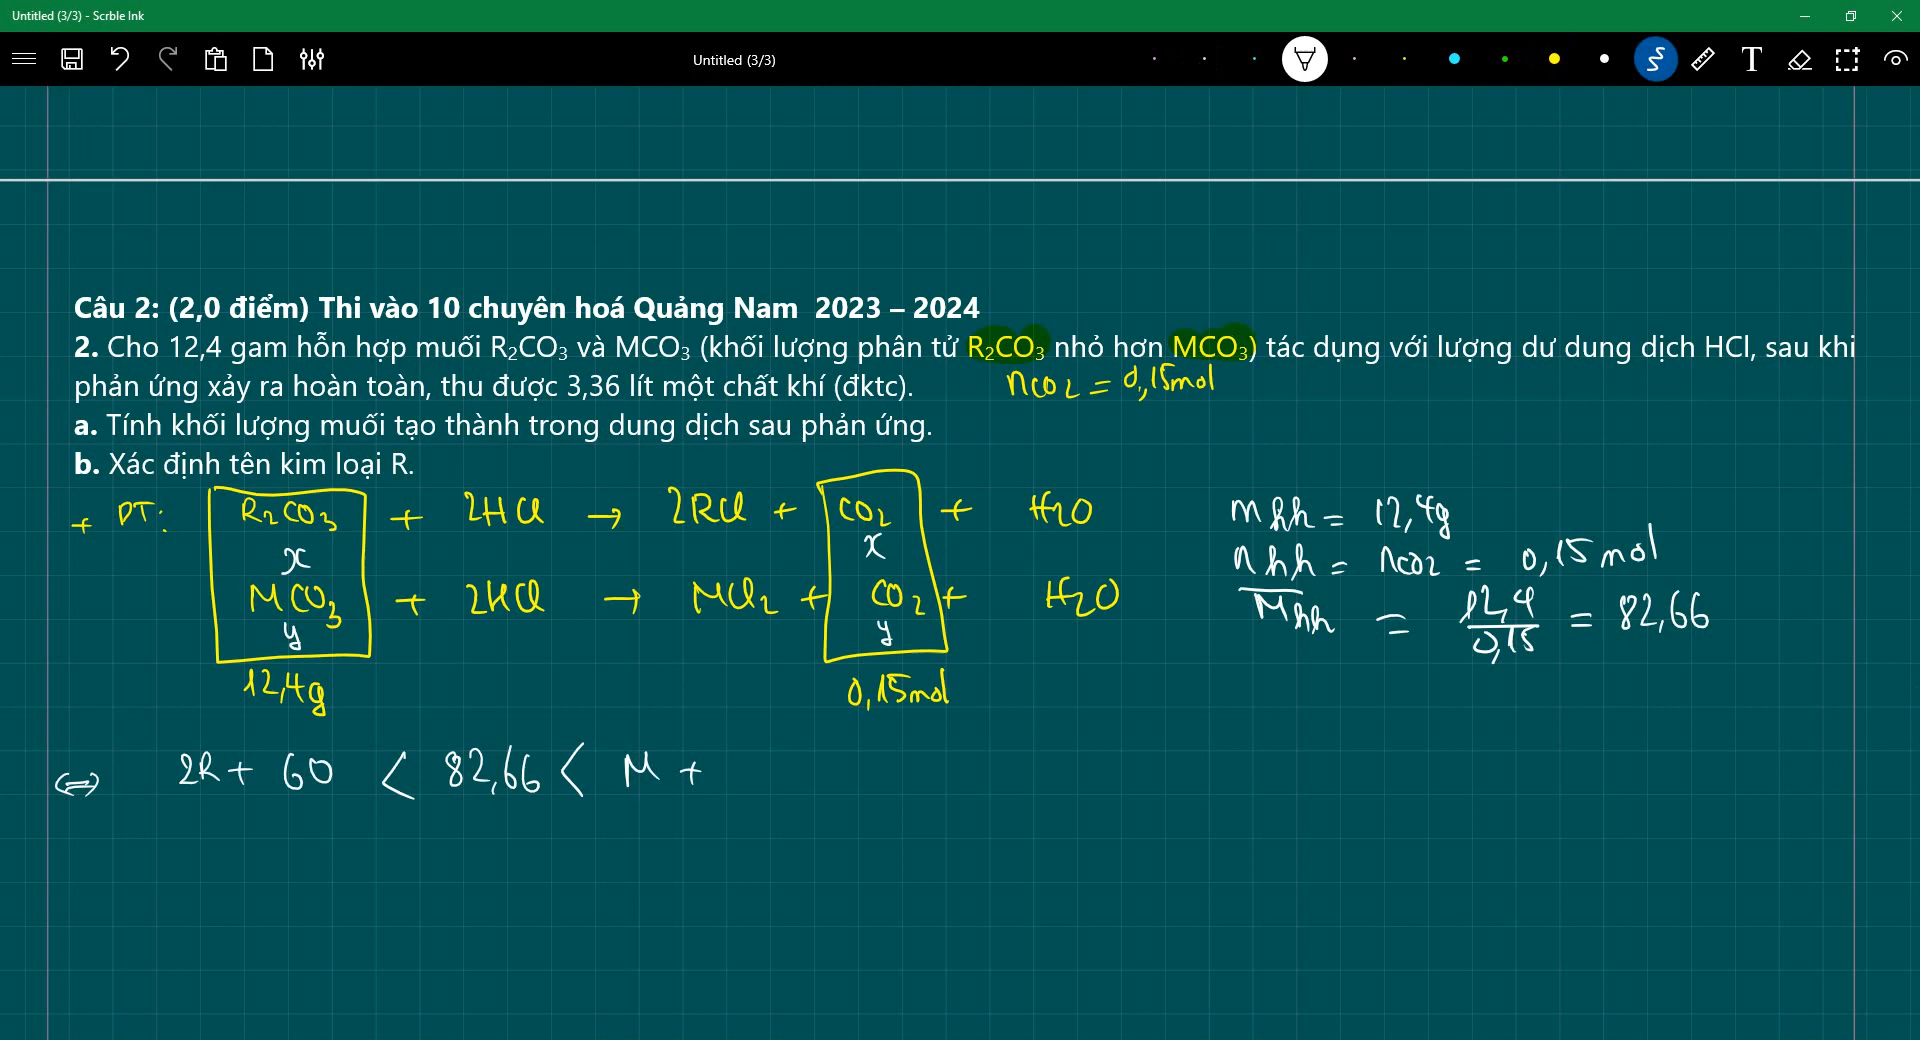 Untitled (3/3) - Scrble Ink
Untitled (3/3)
T
Câu 2: (2,0 điểm) Thi vào 10 chuyên hoá Quảng Nam 2023 – 2024
2. Cho 12,4 gam hỗn hợp muối R₂CO₃ và MCO₃ (khối lượng phân tử R₂CO₃ nhỏ hơn MCO₃) tác dụng với lượng dư dung dịch HCl, sau khi
phản ứng xảy ra hoàn toàn, thu được 3,36 lít một chất khí (đktc). nCO2 = 0,15mol
a. Tính khối lượng muối tạo thành trong dung dịch sau phản ứng.
b. Xác định tên kim loại R.
+ PT: R₂CO₃ + 2HCl → 2RCl + CO₂ + H₂O
x x
MCO₃ + 2HCl → MCl₂ + CO₂ + H₂O
y y
12,4g 0,15mol
mhh = 12,4g
nhh = nCO2 = 0,15 mol
M̅hh = 12,4 / 0,15 = 82,66
⇔ 2R + 60 < 82,66 < M +